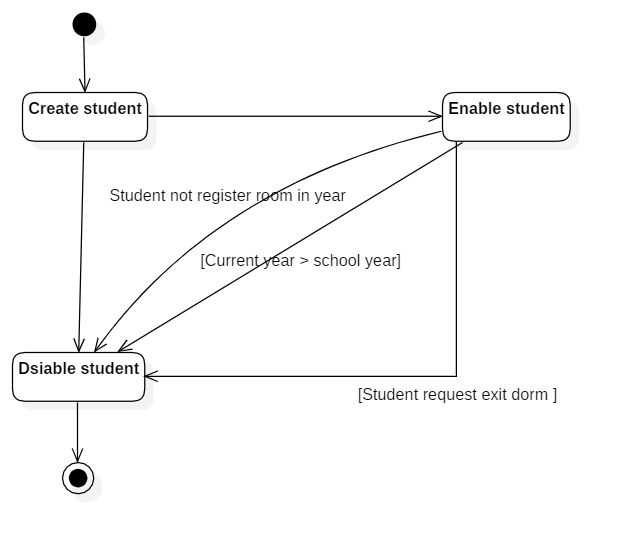 Create student
Enable student
Student not register room in year
[Current year > school year]
Dsiable student
[Student request exit dorm ]